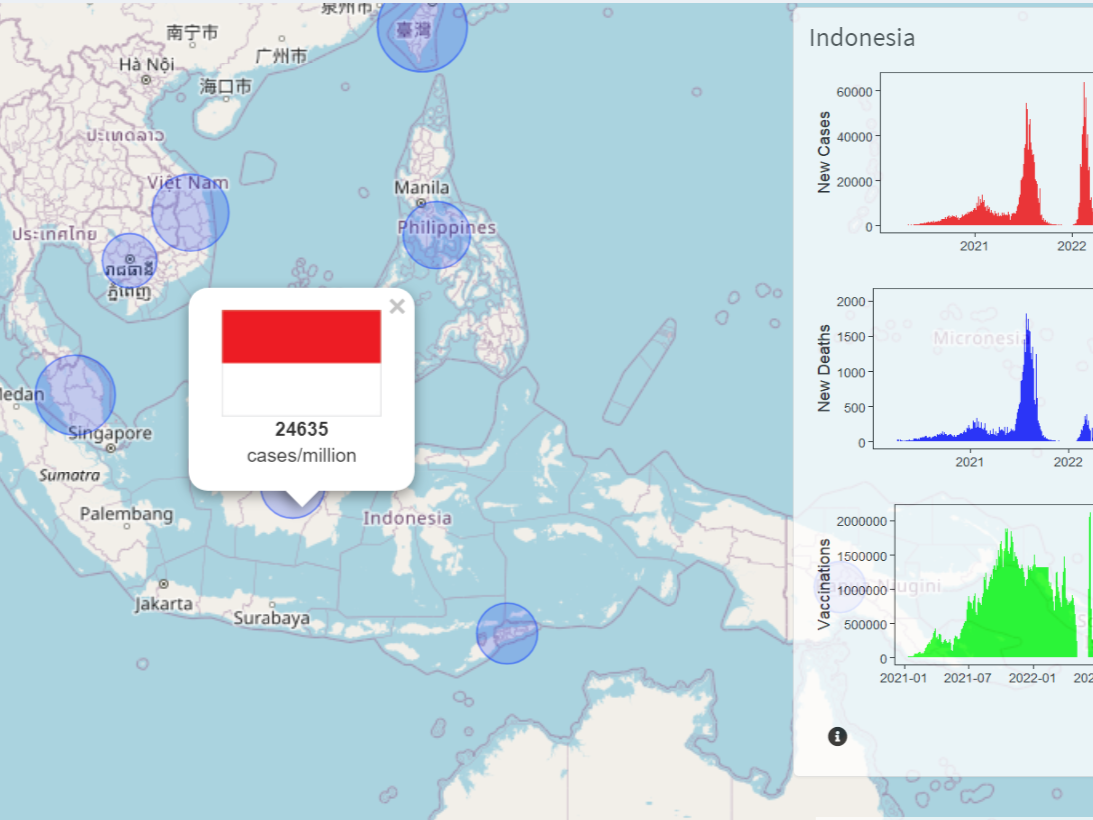 泉州市
臺灣
南宁市
广州市
Hà Nội
海口市
ປະເທດລາວ
Việt Nam
Manila
Philippines
ประเทศไทย
រាជធានី
ភ្នំពេញ
Medan
Singapore
Sumatra
Palembang
Indonesia
Jakarta
Surabaya
×
24635
cases/million
Indonesia
New Cases
60000
40000
20000
0
2021
2022
New Deaths
2000
1500
1000
500
0
2021
2022
Micronesia
Vaccinations
2000000
1500000
1000000
500000
0
2021-01
2021-07
2022-01
202
Niugini
i